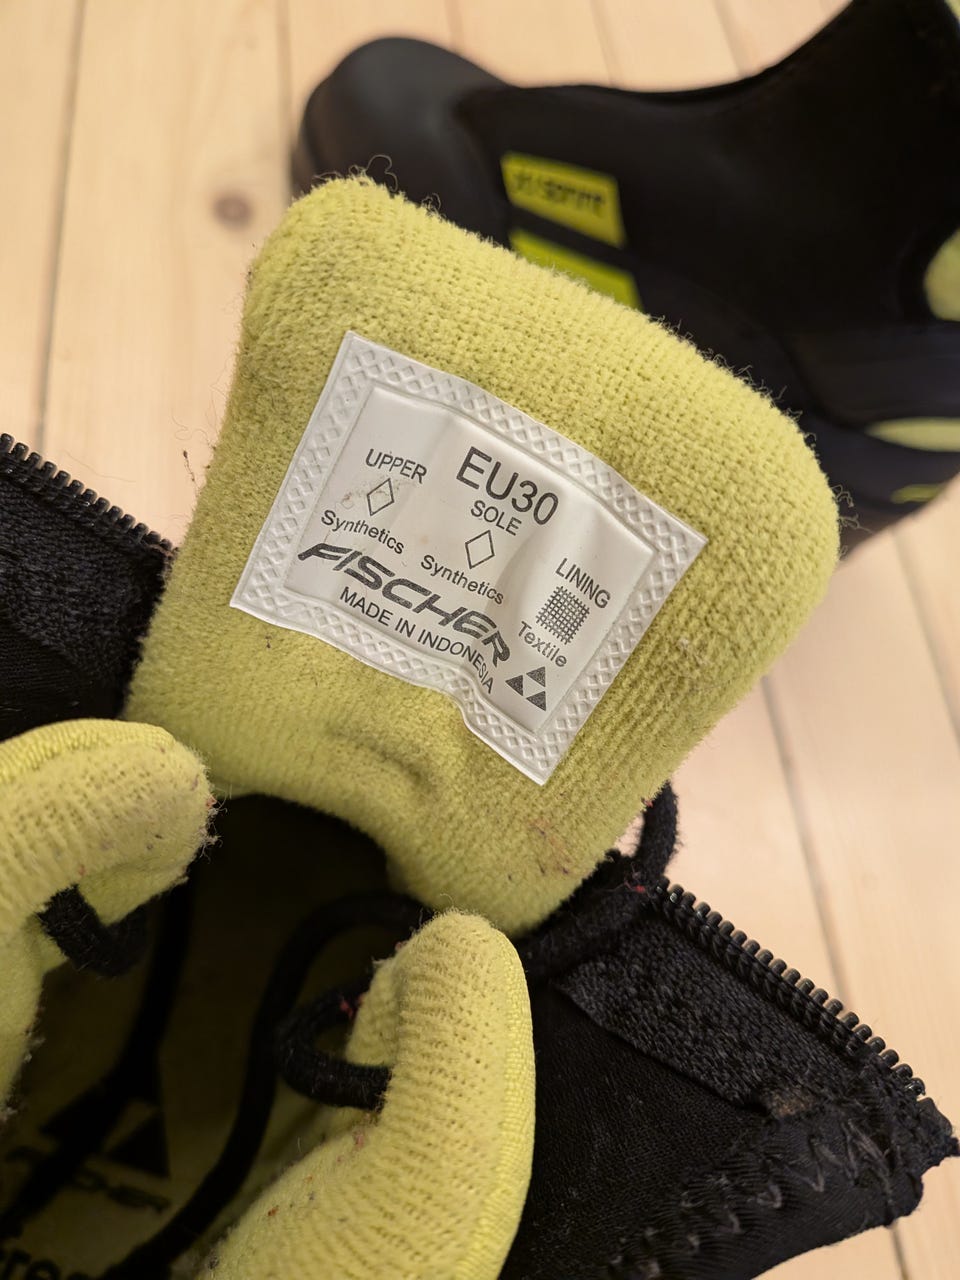 EU30
UPPER
SOLE
LINING
Synthetics
Synthetics
Textile
FISCHER
MADE IN INDONESIA